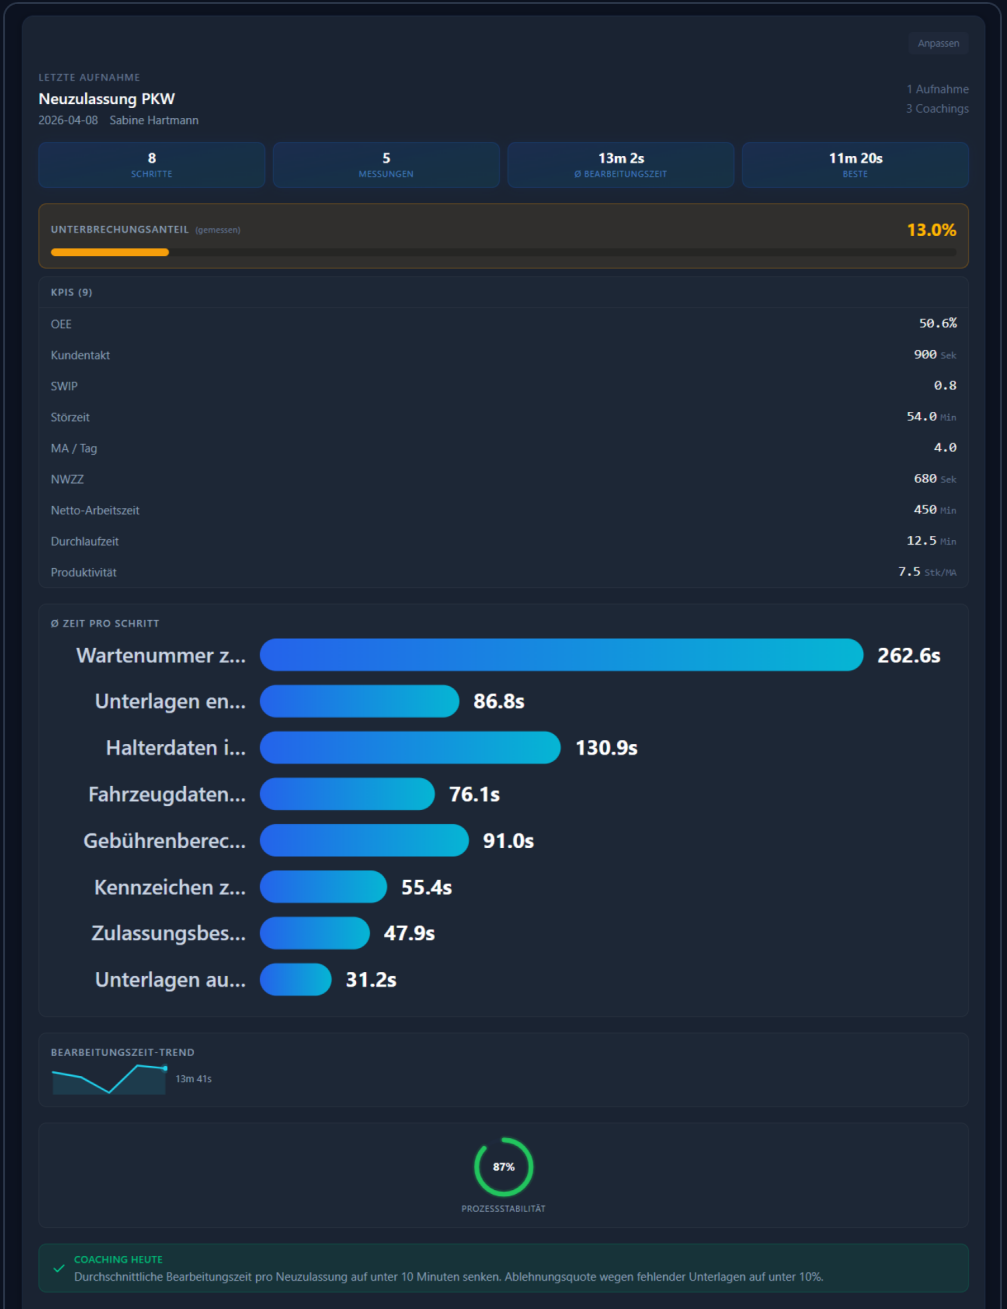 Anpassen
LETZTE AUFNAHME
Neuzulassung PKW
2026-04-08 Sabine Hartmann
1 Aufnahme
3 Coachings
8
SCHRITTE
5
MESSUNGEN
13m 2s
Ø BEARBEITUNGSZEIT
11m 20s
BESTE
UNTERBRECHUNGSANTEIL (gemessen)
13.0%
KPIS (9)
OEE 50.6%
Kundentakt 900 Sek
SWIP 0.8
Störzeit 54.0 Min
MA / Tag 4.0
NWZZ 680 Sek
Netto-Arbeitszeit 450 Min
Durchlaufzeit 12.5 Min
Produktivität 7.5 Stk/MA
Ø ZEIT PRO SCHRITT
Wartenummer z... 262.6s
Unterlagen en... 86.8s
Halterdaten i... 130.9s
Fahrzeugdaten... 76.1s
Gebührenberec... 91.0s
Kennzeichen z... 55.4s
Zulassungsbes... 47.9s
Unterlagen au... 31.2s
BEARBEITUNGSZEIT-TREND
13m 41s
87%
PROZESSSTABILITÄT
COACHING HEUTE
Durchschnittliche Bearbeitungszeit pro Neuzulassung auf unter 10 Minuten senken. Ablehnungsquote wegen fehlender Unterlagen auf unter 10%.